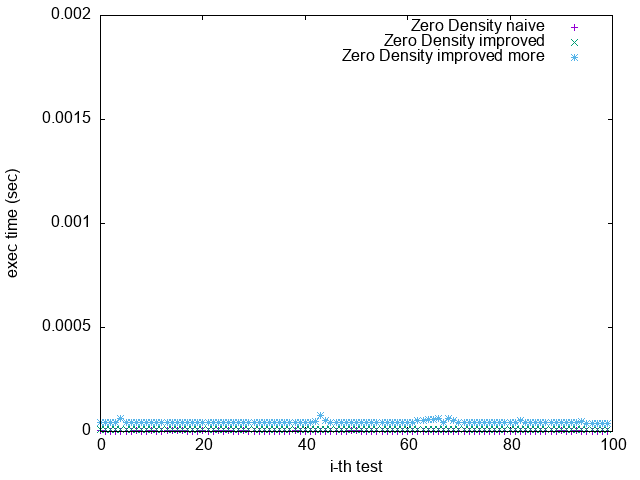 0.002
Zero Density naive
Zero Density improved
Zero Density improved more
0.0015
0.001
exec time (sec)
0.0005
0
0 20 40 60 80 100
i-th test